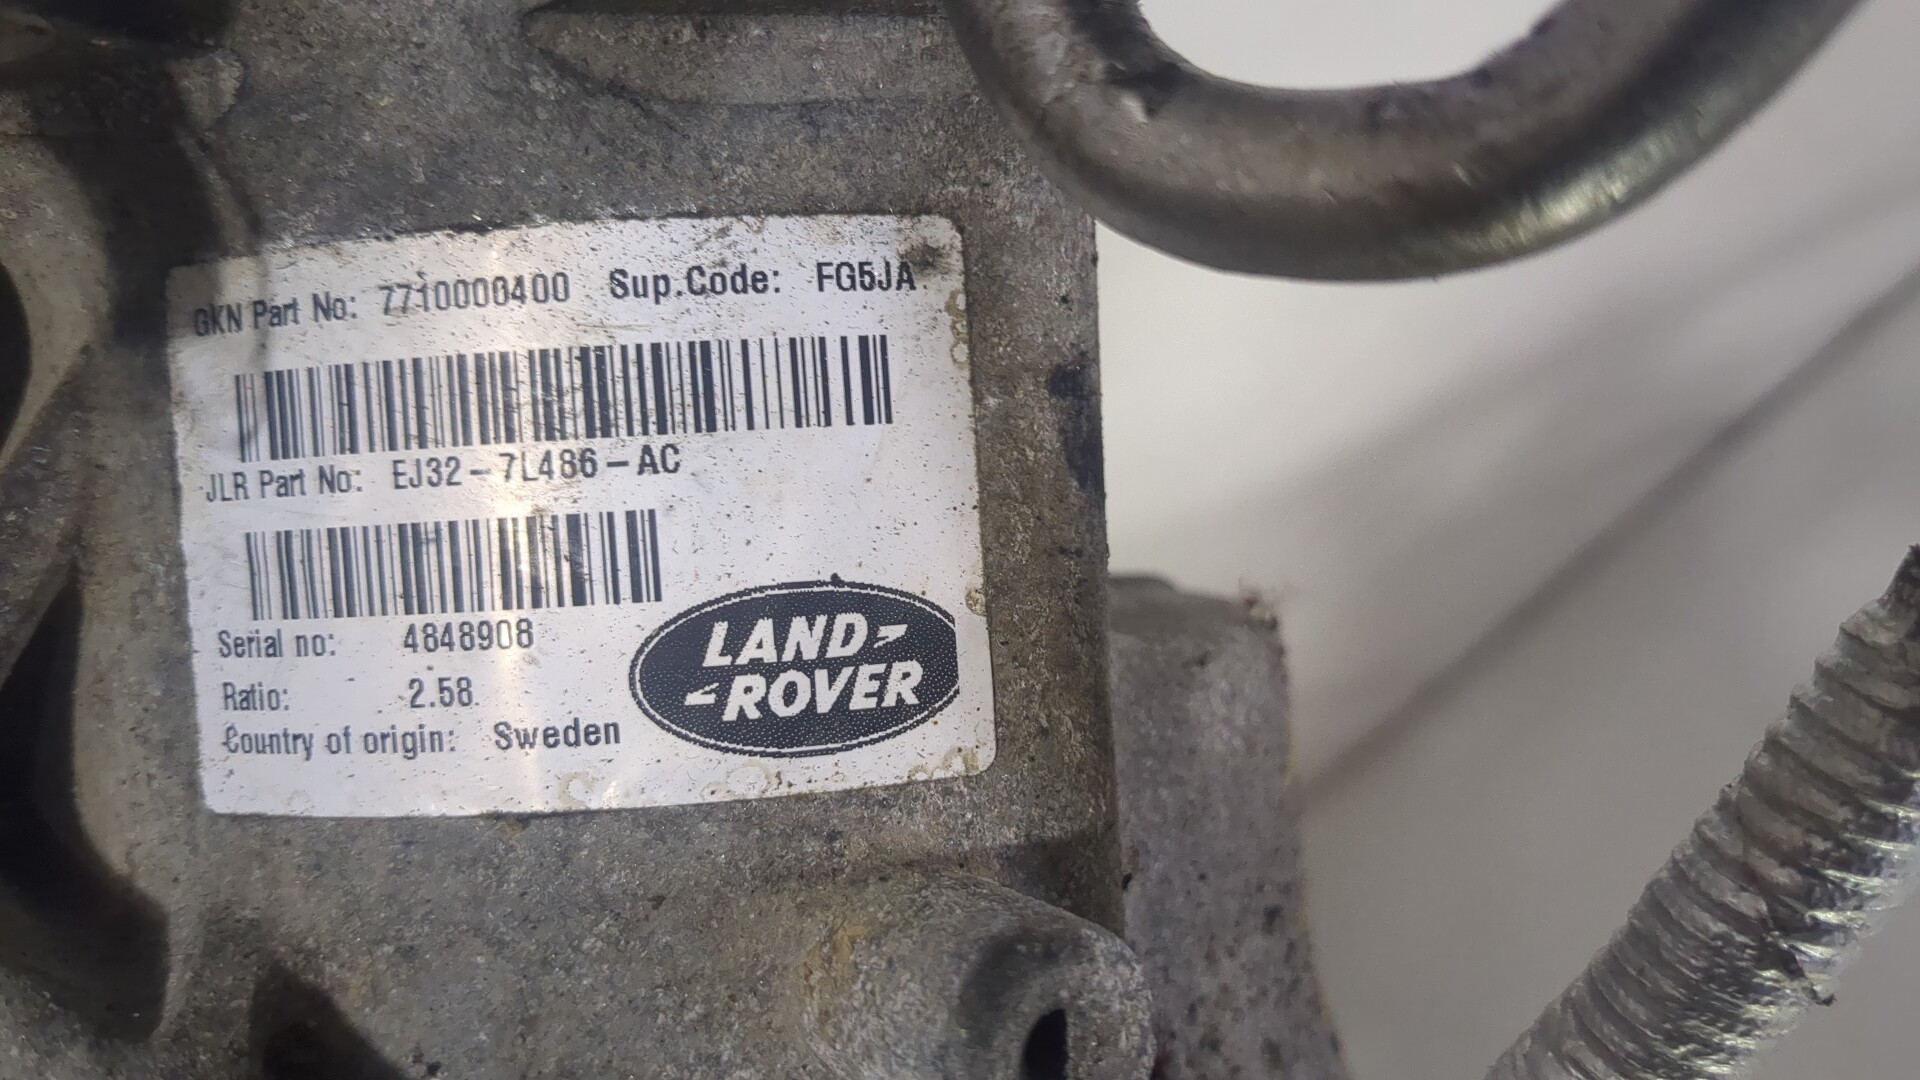 GKN Part No: 7710000400 Sup.Code: FG5JA
JLR Part No: EJ32-7L486-AC
Serial no: 4848908
Ratio: 2.58
Country of origin: Sweden
LAND
ROVER